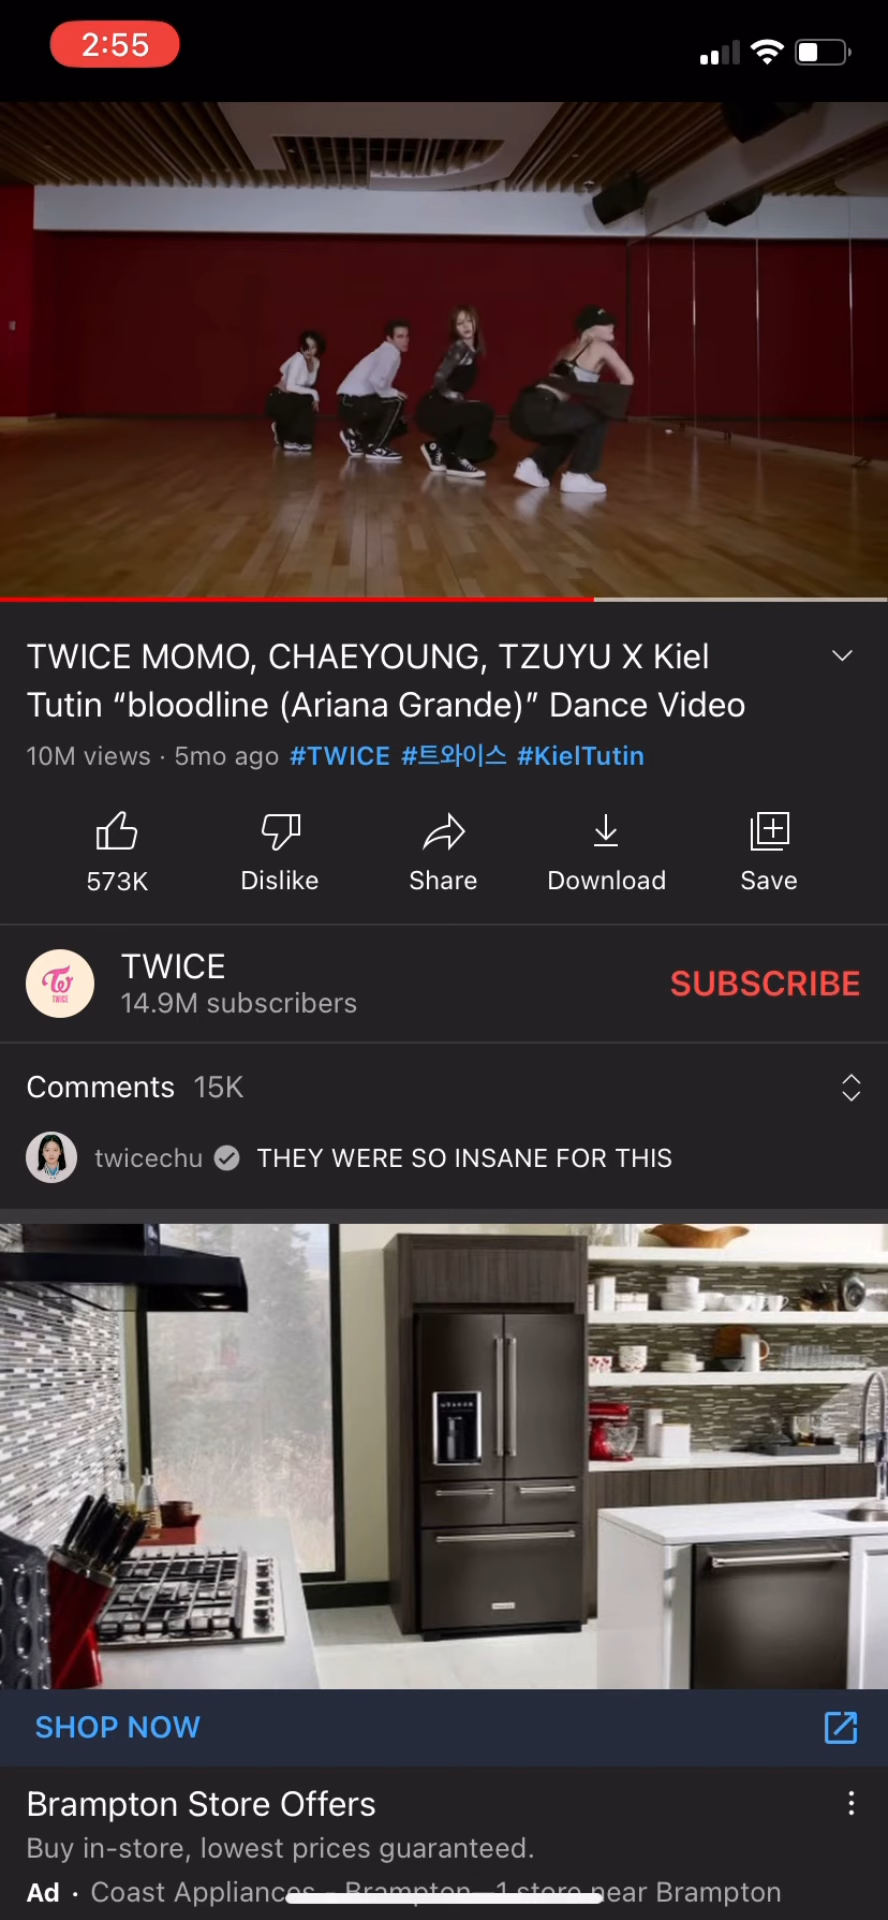 2:55
TWICE MOMO, CHAEYOUNG, TZUYU X Kiel
Tutin “bloodline (Ariana Grande)” Dance Video
10M views · 5mo ago #TWICE #트와이스 #KielTutin
573K Dislike Share Download Save
TWICE
TWICE
14.9M subscribers
SUBSCRIBE
Comments 15K
twicechu THEY WERE SO INSANE FOR THIS
SHOP NOW
Brampton Store Offers
Buy in-store, lowest prices guaranteed.
Ad · Coast Appliances - Brampton - 1 store near Brampton